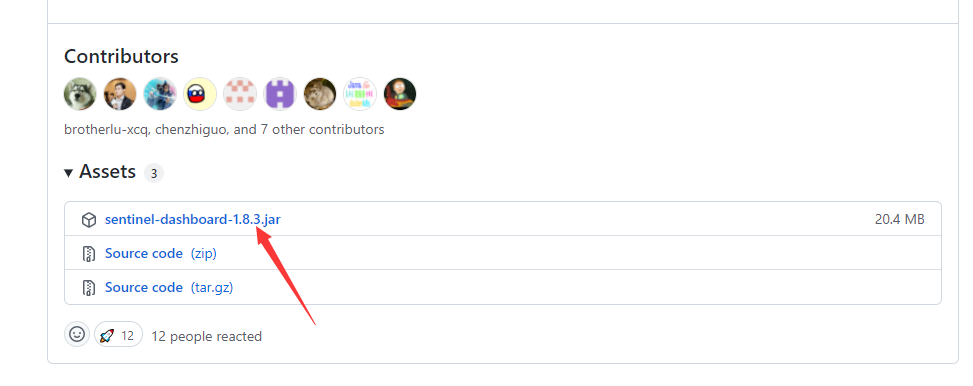 Contributors
brotherlu-xcq, chenzhiguo, and 7 other contributors
Assets 3
sentinel-dashboard-1.8.3.jar 20.4 MB
Source code (zip)
Source code (tar.gz)
12 12 people reacted